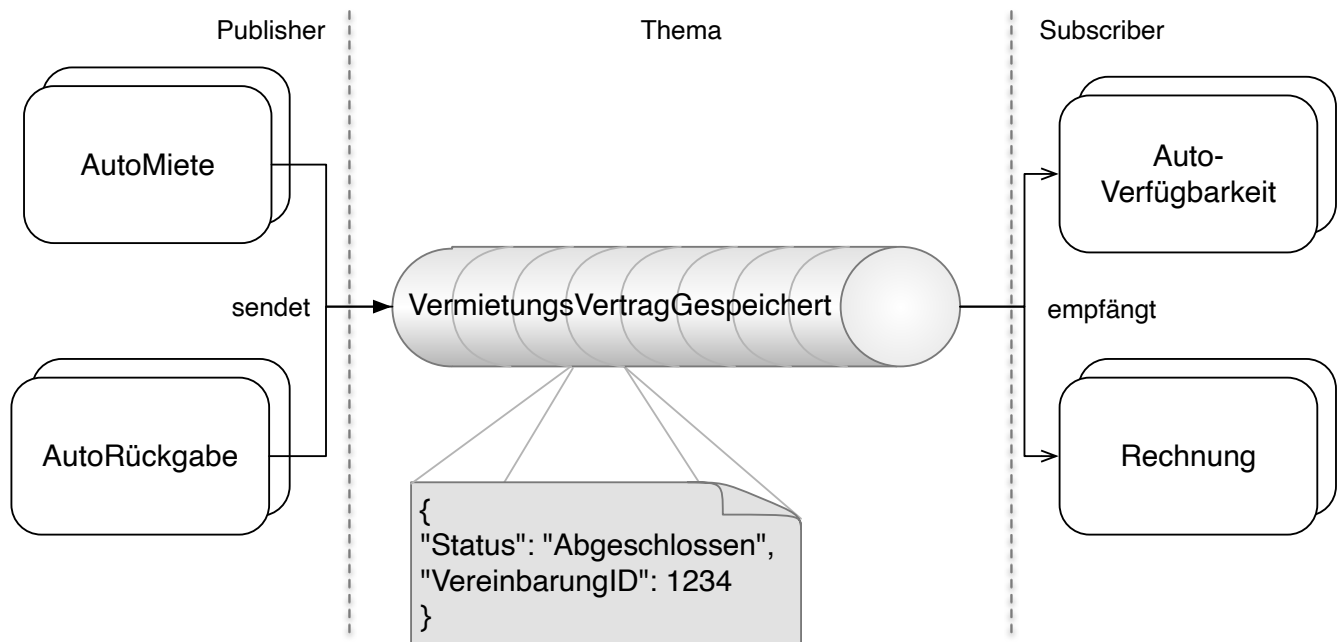 Publisher
Thema
Subscriber
AutoMiete
Auto-
Verfügbarkeit
sendet
VermietungsVertragGespeichert
empfängt
AutoRückgabe
Rechnung
{
"Status": "Abgeschlossen",
"VereinbarungID": 1234
}